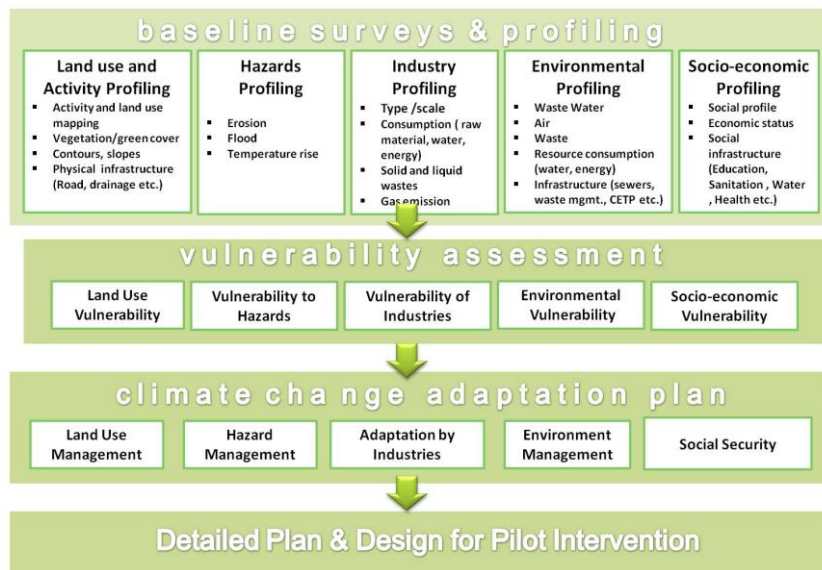 baseline surveys & profiling
Land use and
Activity Profiling
▪ Activity and land use
mapping
▪ Vegetation/green cover
▪ Contours, slopes
▪ Physical infrastructure
(Road, drainage etc.)
Hazards
Profiling
▪ Erosion
▪ Flood
▪ Temperature rise
Industry
Profiling
▪ Type /scale
▪ Consumption ( raw
material, water,
energy)
▪ Solid and liquid
wastes
▪ Gas emission
Environmental
Profiling
▪ Waste Water
▪ Air
▪ Waste
▪ Resource consumption
(water, energy)
▪ Infrastructure (sewers,
waste mgmt., CETP etc.)
Socio-economic
Profiling
▪ Social profile
▪ Economic status
▪ Social
infrastructure
(Education,
Sanitation , Water
, Health etc.)
vulnerability assessment
Land Use
Vulnerability
Vulnerability to
Hazards
Vulnerability of
Industries
Environmental
Vulnerability
Socio-economic
Vulnerability
climate change adaptation plan
Land Use
Management
Hazard
Management
Adaptation by
Industries
Environment
Management
Social Security
Detailed Plan & Design for Pilot Intervention